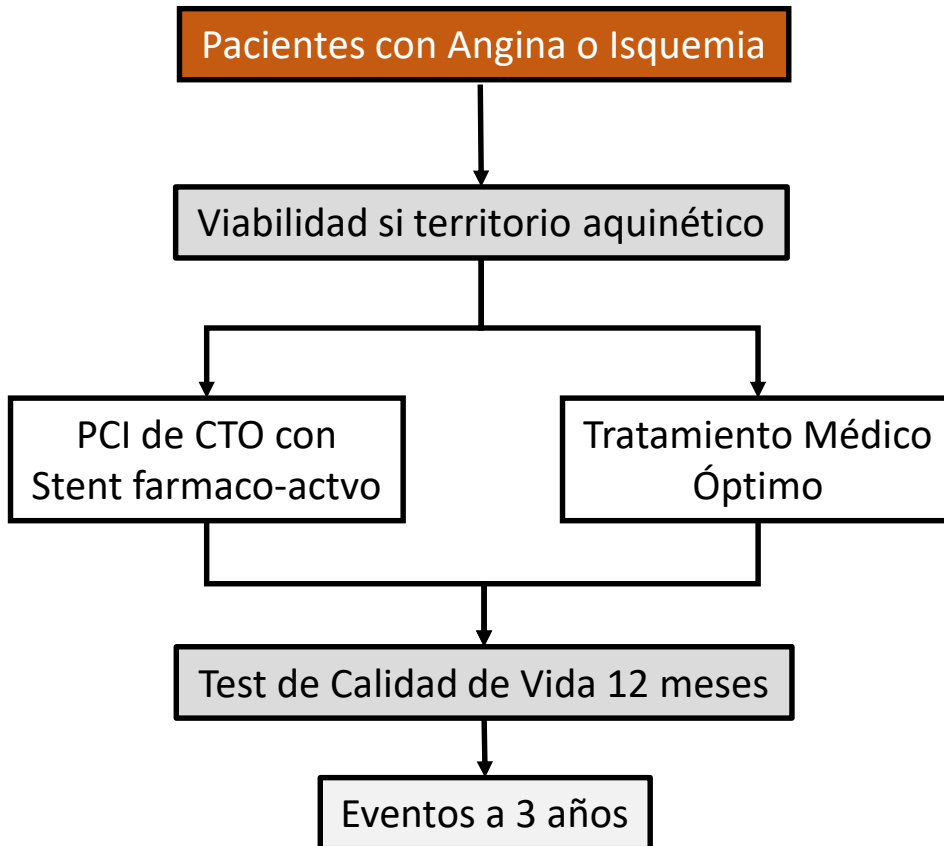 Pacientes con Angina o Isquemia
Viabilidad si territorio aquinético
PCI de CTO con
Stent farmaco-actvo
Tratamiento Médico
Óptimo
Test de Calidad de Vida 12 meses
Eventos a 3 años